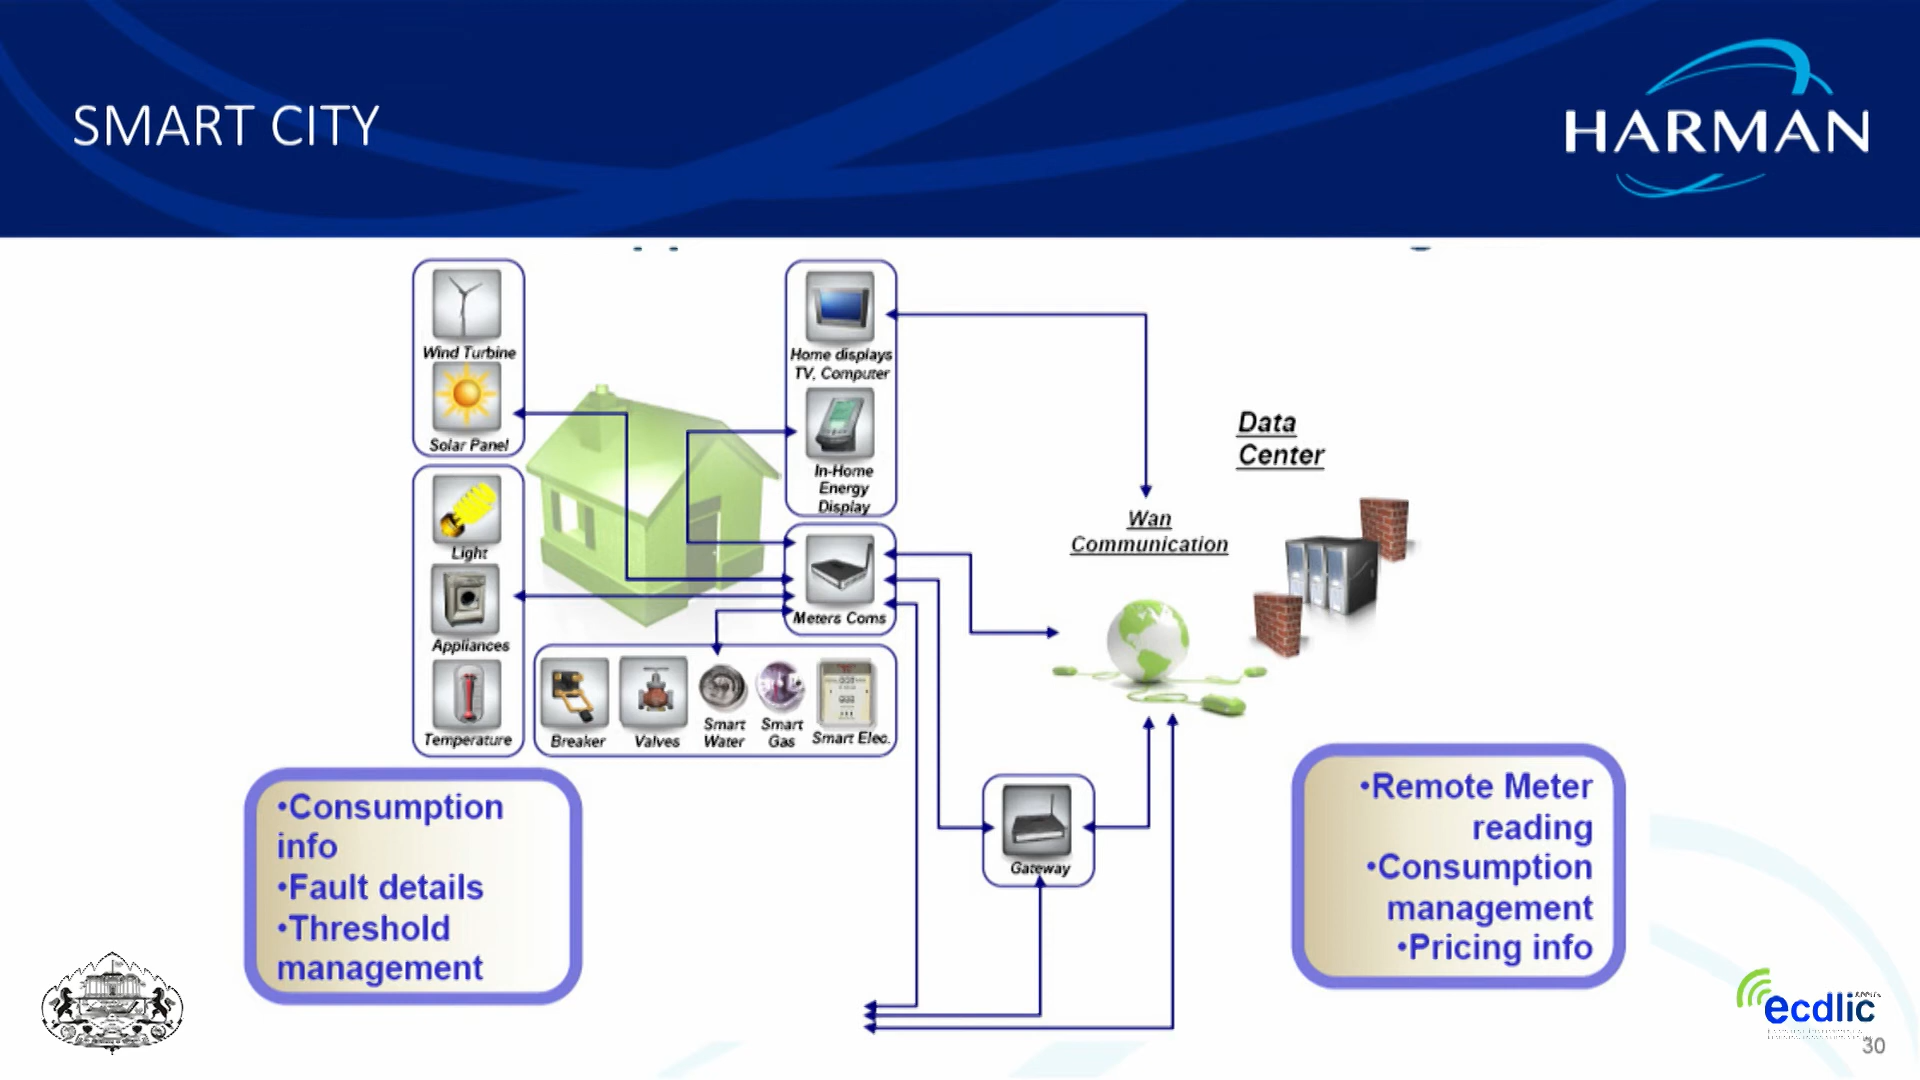 SMART CITY
HARMAN
Wind Turbine
Solar Panel
Light
Appliances
Temperature
Home displays
TV, Computer
In-Home
Energy
Display
Meters Coms
Breaker
Valves
Smart
Water
Smart
Gas
Smart Elec.
Data
Center
Wan
Communication
Gateway
•Consumption
info
•Fault details
•Threshold
management
•Remote Meter
reading
•Consumption
management
•Pricing info
ecdlic
30